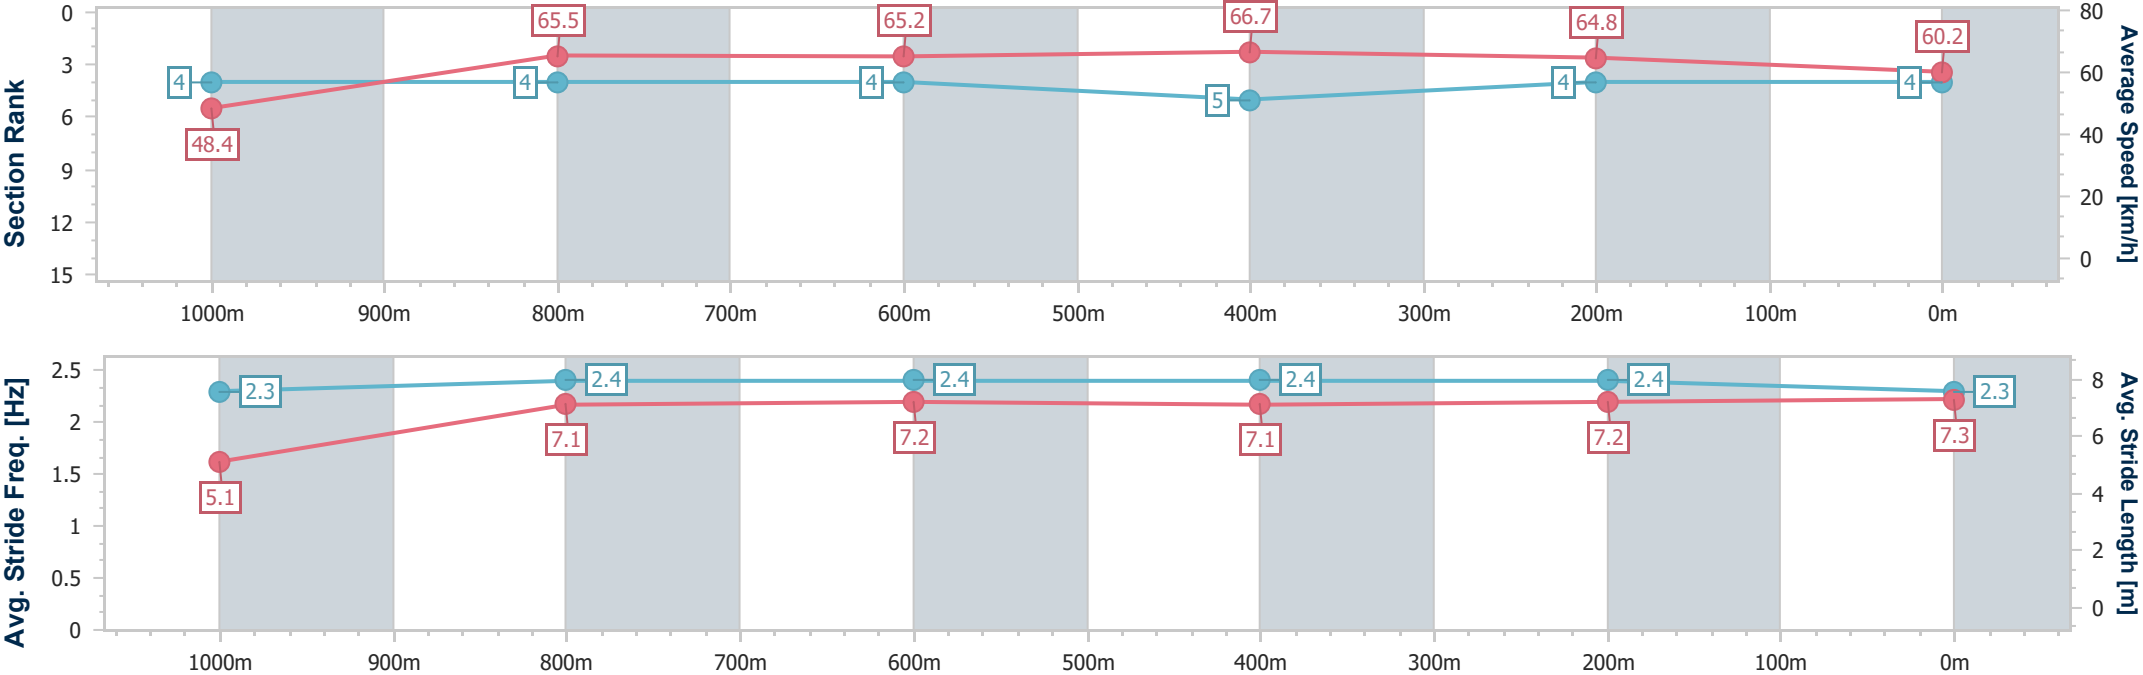 Section Rank
0
3
6
9
12
15
80
60
40
20
0
Average Speed [km/h]
4
4
4
5
4
4
48.4
65.5
65.2
66.7
64.8
60.2
1000m
900m
800m
700m
600m
500m
400m
300m
200m
100m
0m
Avg. Stride Freq. [Hz]
2.5
2
1.5
1
0.5
0
8
6
4
2
0
Avg. Stride Length [m]
2.3
2.4
2.4
2.4
2.4
2.3
5.1
7.1
7.2
7.1
7.2
7.3
1000m
900m
800m
700m
600m
500m
400m
300m
200m
100m
0m